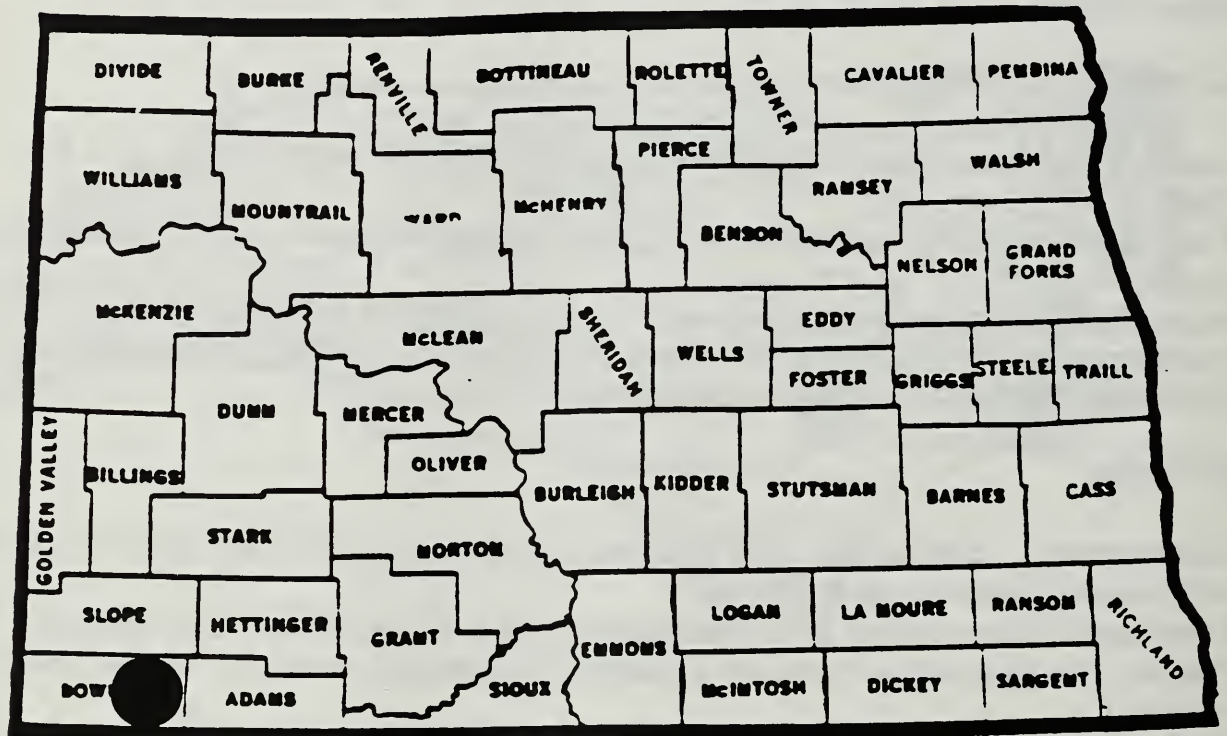 DIVIDE
BURKE
RENVILLE
BOTTINEAU
ROLETTE
TOWNER
CAVALIER
PEMBINA
WILLIAMS
MOUNTRAIL
WARD
McHENRY
PIERCE
BENSON
RAMSEY
WALSH
NELSON
GRAND
FORKS
McKENZIE
McLEAN
SHERIDAN
WELLS
EDDY
FOSTER
GRIGGS
STEELE
TRAILL
DUNN
MERCER
OLIVER
GOLDEN VALLEY
BILLINGS
STARK
MORTON
BURLEIGH
KIDDER
STUTSMAN
BARNES
CASS
SLOPE
HETTINGER
GRANT
SIOUX
EMMONS
LOGAN
LA MOURE
RANSOM
RICHLAND
BOW
ADAMS
McINTOSH
DICKEY
SARGENT